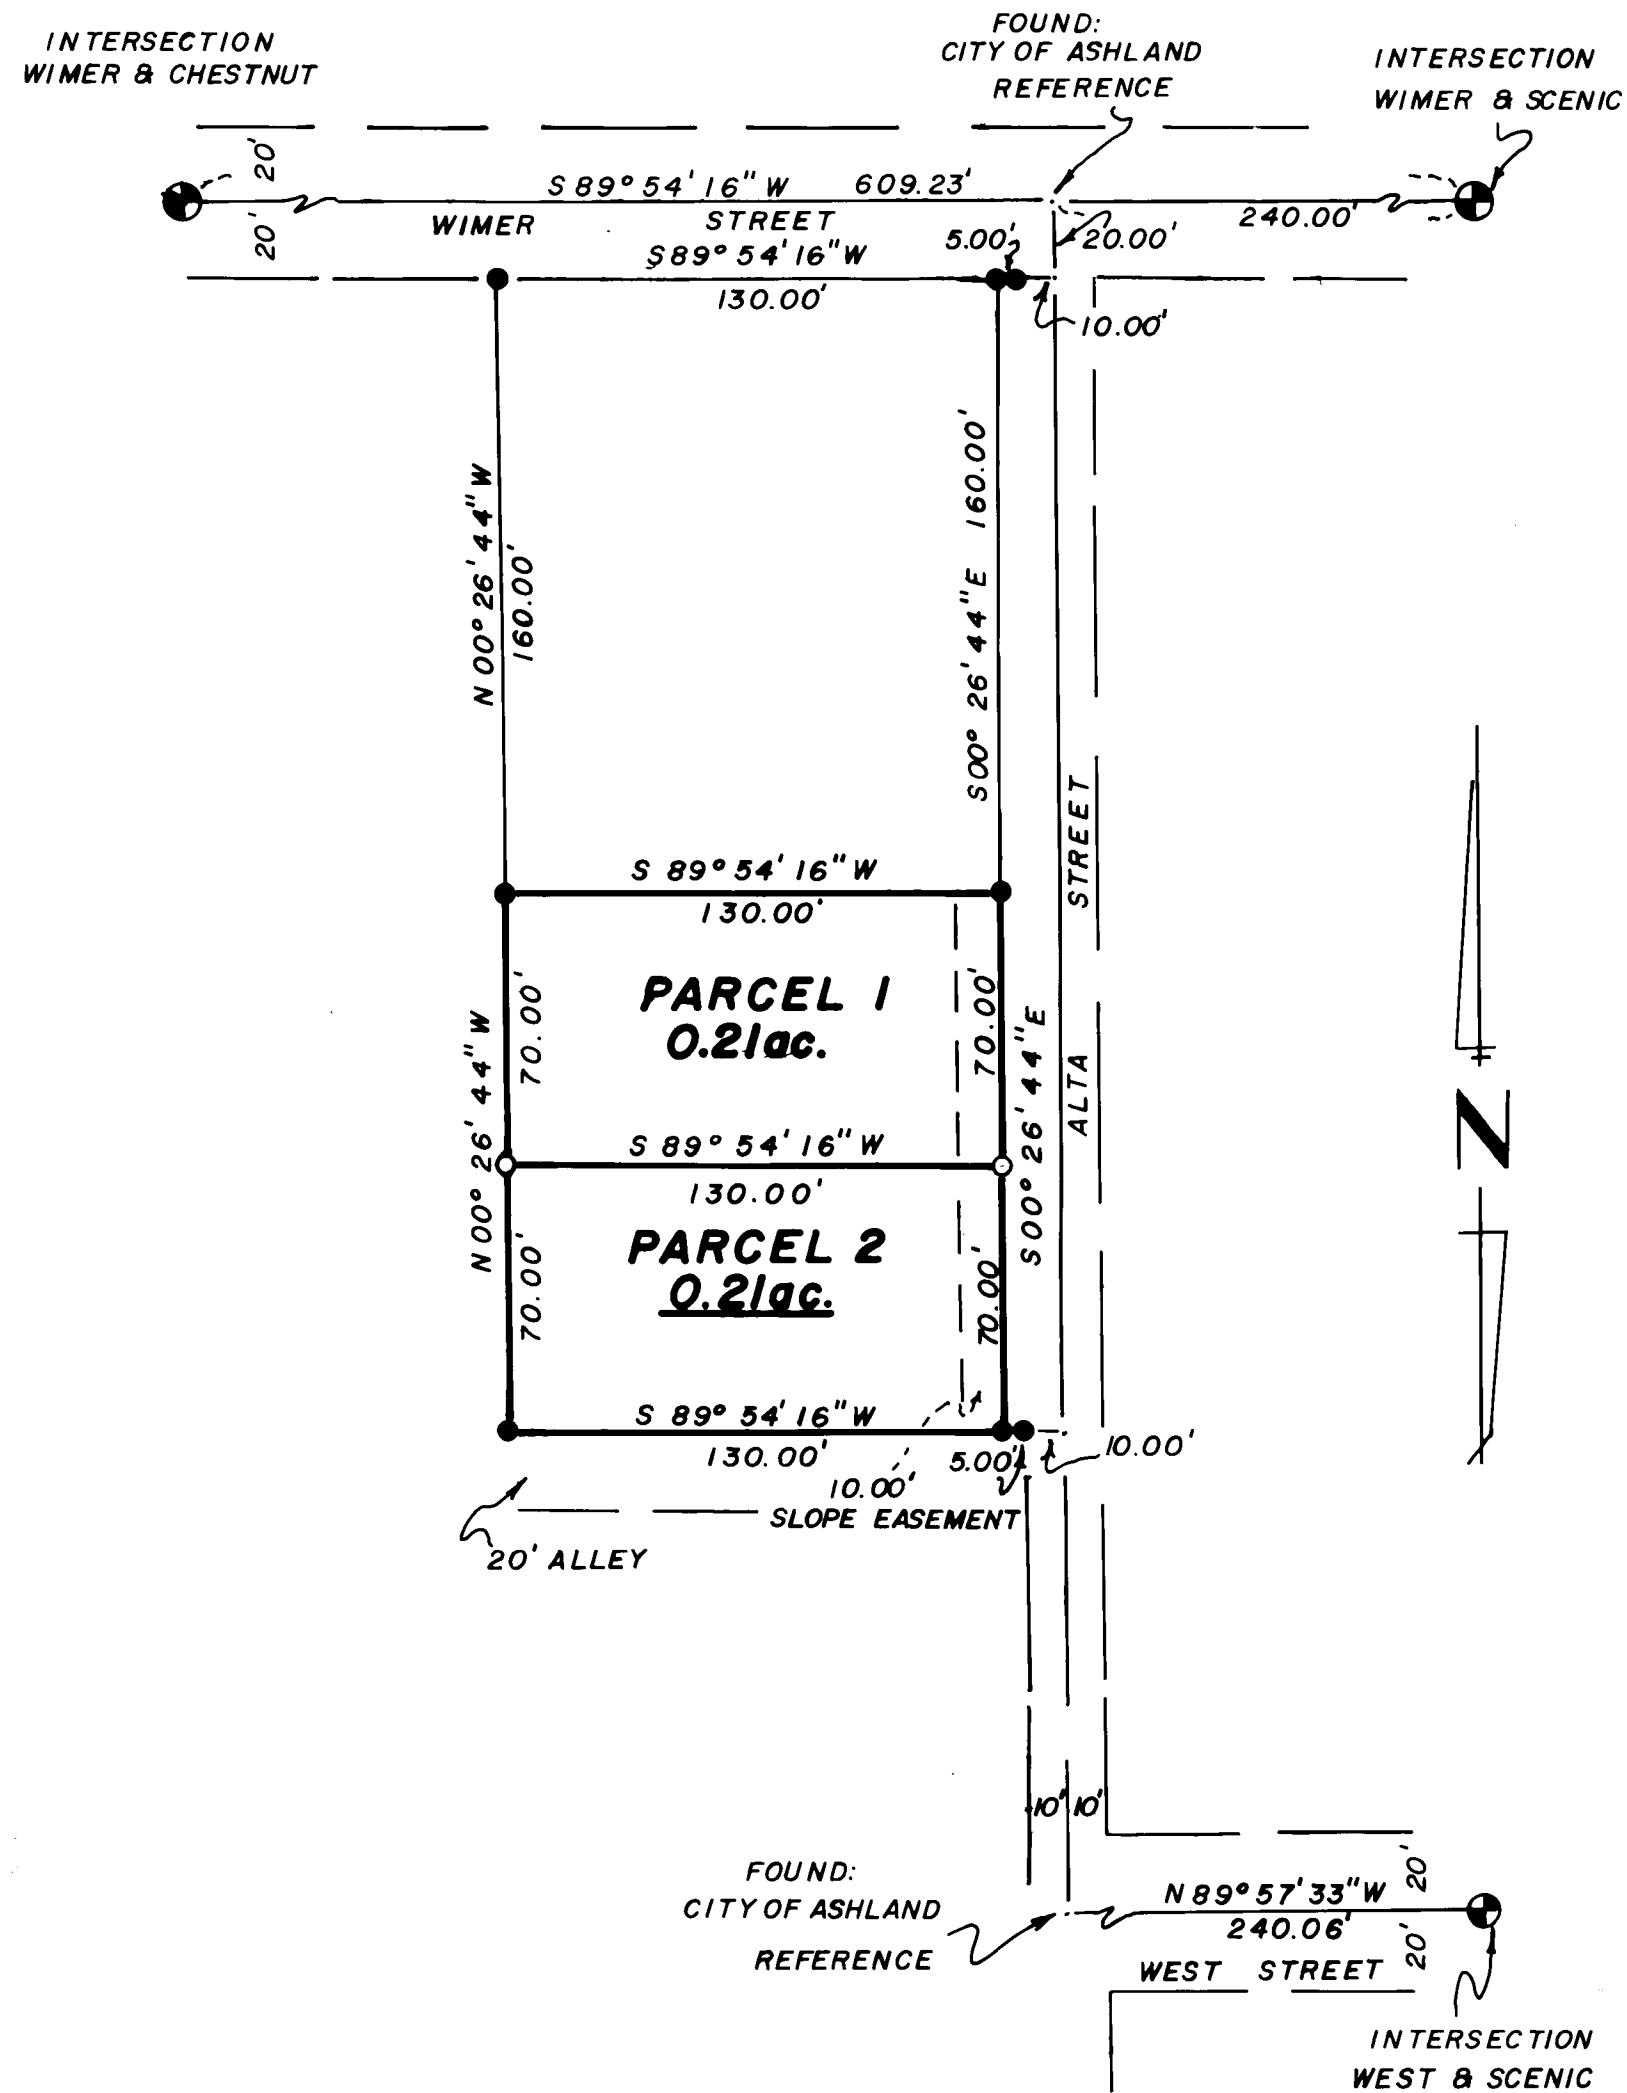 INTERSECTION
WIMER & CHESTNUT
FOUND:
CITY OF ASHLAND
REFERENCE
INTERSECTION
WIMER & SCENIC
20'
20'
S 89° 54' 16" W 609.23'
WIMER STREET
240.00'
20.00'
5.00'
S 89° 54' 16" W
130.00'
10.00'
N 00° 26' 44" W
160.00'
S 00° 26' 44" E 160.00'
ALTA STREET
S 89° 54' 16" W
130.00'
PARCEL 1
0.21 ac.
70.00'
70.00'
N 00° 26' 44" W
S 00° 26' 44" E
N
S 89° 54' 16" W
130.00'
PARCEL 2
0.21 ac.
70.00'
70.00'
S 89° 54' 16" W
130.00'
10.00'
5.00'
10.00'
SLOPE EASEMENT
20' ALLEY
10' 10'
FOUND:
CITY OF ASHLAND
REFERENCE
N 89° 57' 33" W
240.06'
20'
20'
WEST STREET
INTERSECTION
WEST & SCENIC